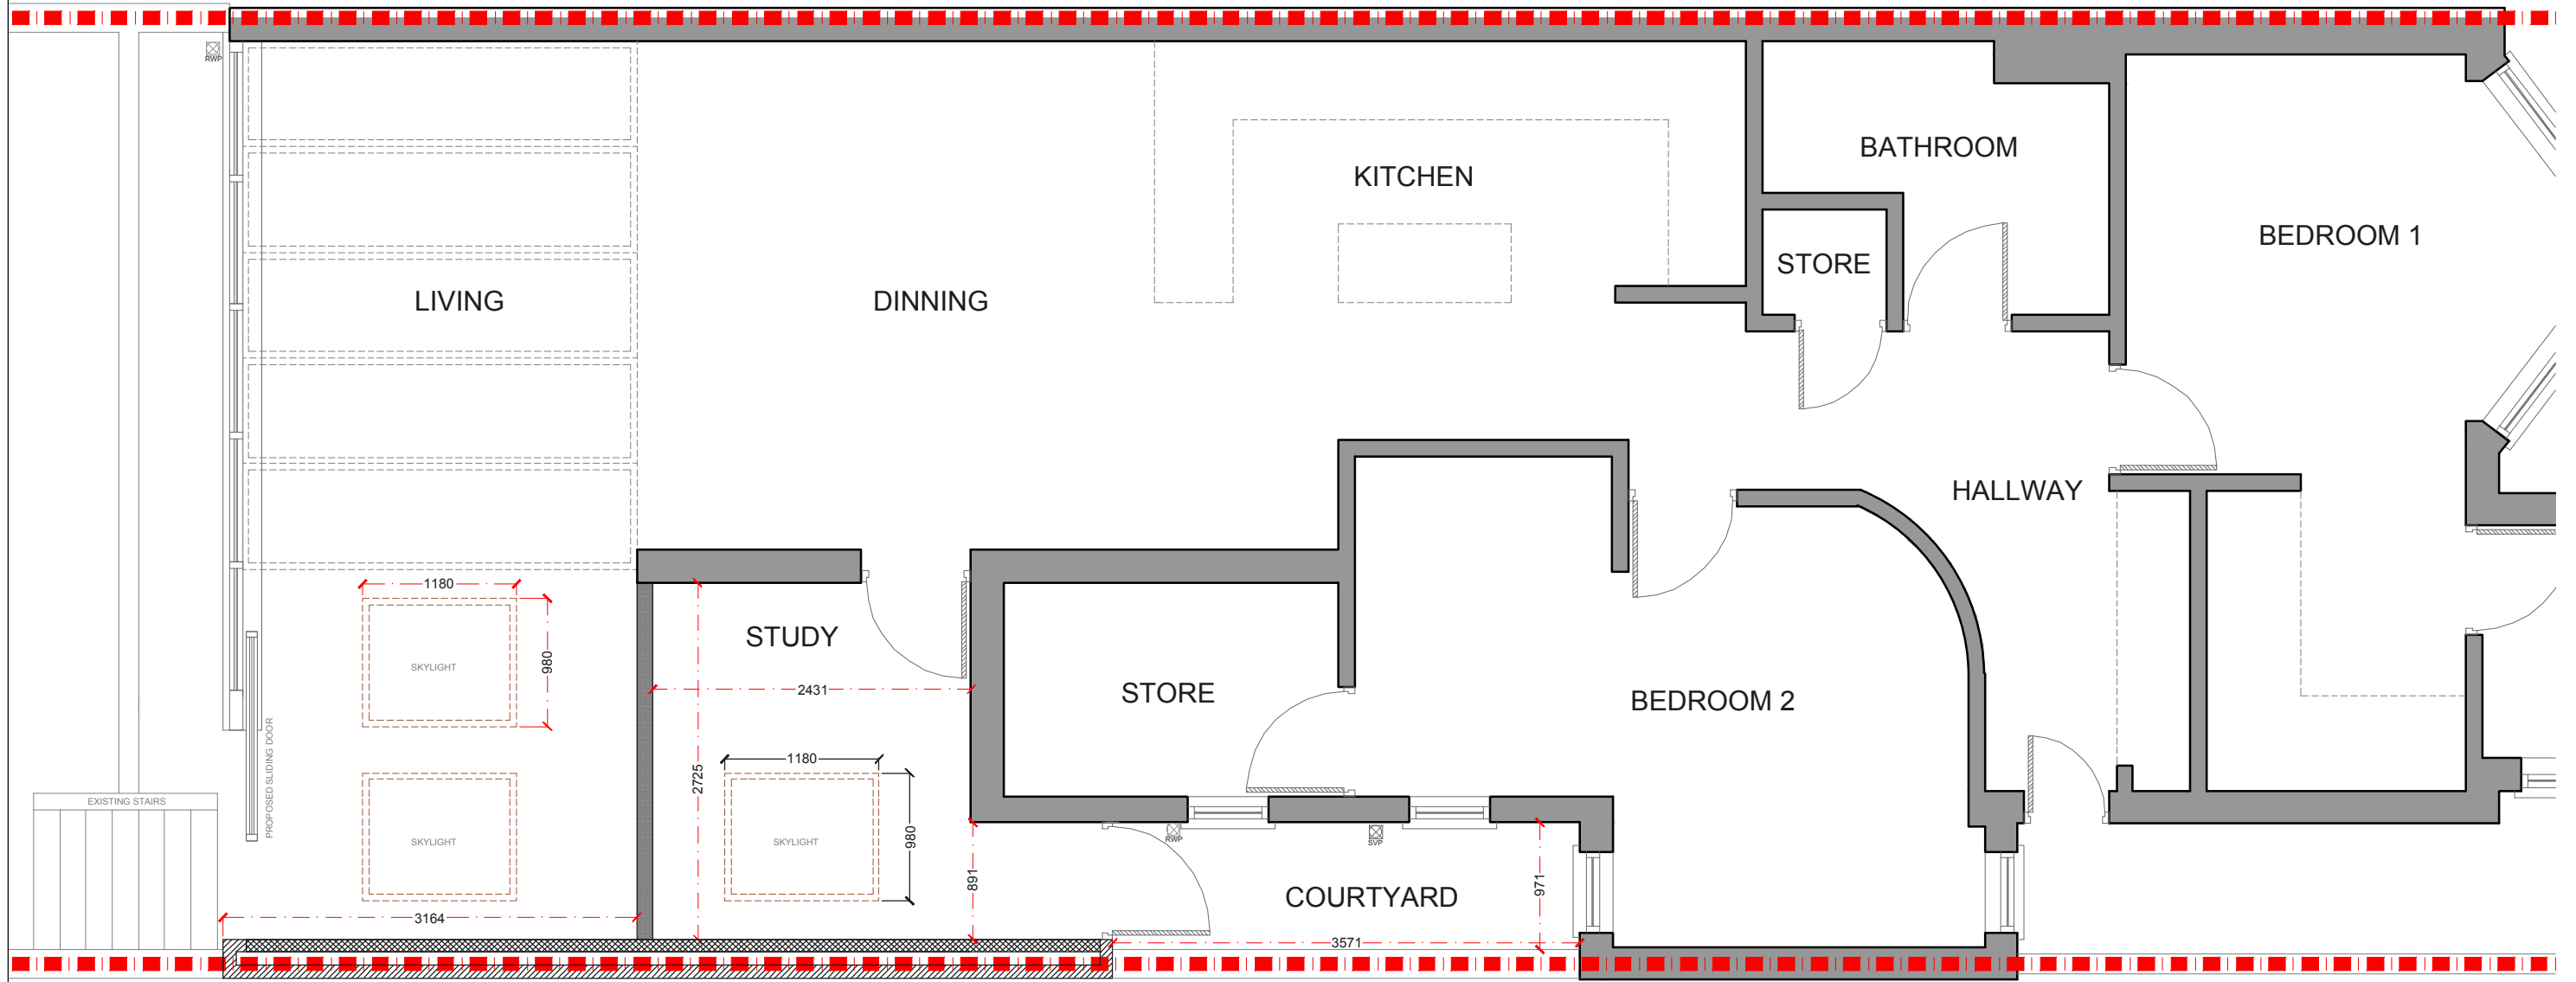 RWP
BATHROOM
KITCHEN
BEDROOM 1
STORE
LIVING
DINNING
HALLWAY
1180
980
SKYLIGHT
STUDY
2431
STORE
BEDROOM 2
PROPOSED SLIDING DOOR
2725
1180
980
EXISTING STAIRS
SKYLIGHT
SKYLIGHT
RWP
SVP
891
971
COURTYARD
3164
3571